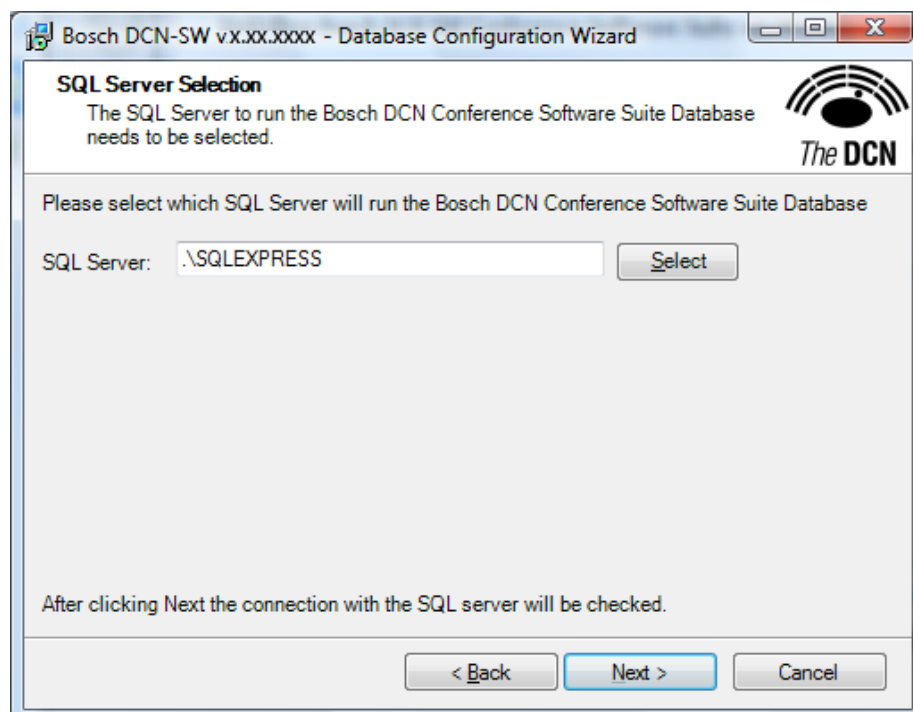 Bosch DCN-SW v.x.xx.xxxx - Database Configuration Wizard
SQL Server Selection
The SQL Server to run the Bosch DCN Conference Software Suite Database
needs to be selected.
The DCN
Please select which SQL Server will run the Bosch DCN Conference Software Suite Database
SQL Server: .\SQLEXPRESS Select
After clicking Next the connection with the SQL server will be checked.
< Back Next > Cancel